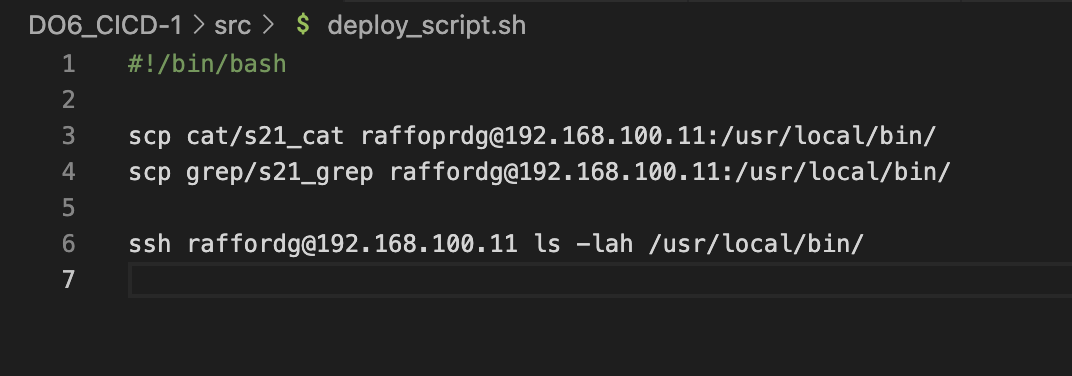 DO6_CICD-1 > src > $ deploy_script.sh
1 #!/bin/bash
2
3 scp cat/s21_cat raffoprdg@192.168.100.11:/usr/local/bin/
4 scp grep/s21_grep raffordg@192.168.100.11:/usr/local/bin/
5
6 ssh raffordg@192.168.100.11 ls -lah /usr/local/bin/
7